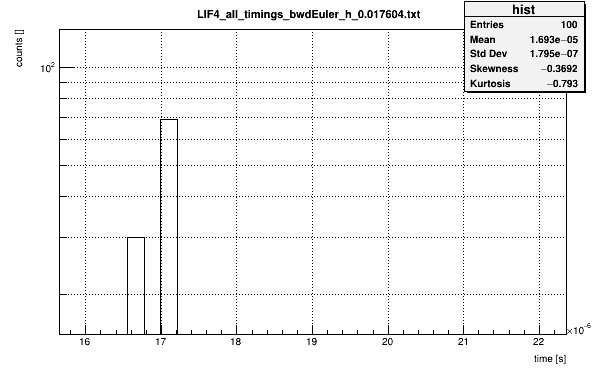 LIF4_all_timings_bwdEuler_h_0.017604.txt
hist
Entries 100
Mean 1.693e−05
Std Dev 1.795e−07
Skewness −0.3692
Kurtosis −0.793
counts []
10²
16 17 18 19 20 21 22
×10⁻⁶
time [s]